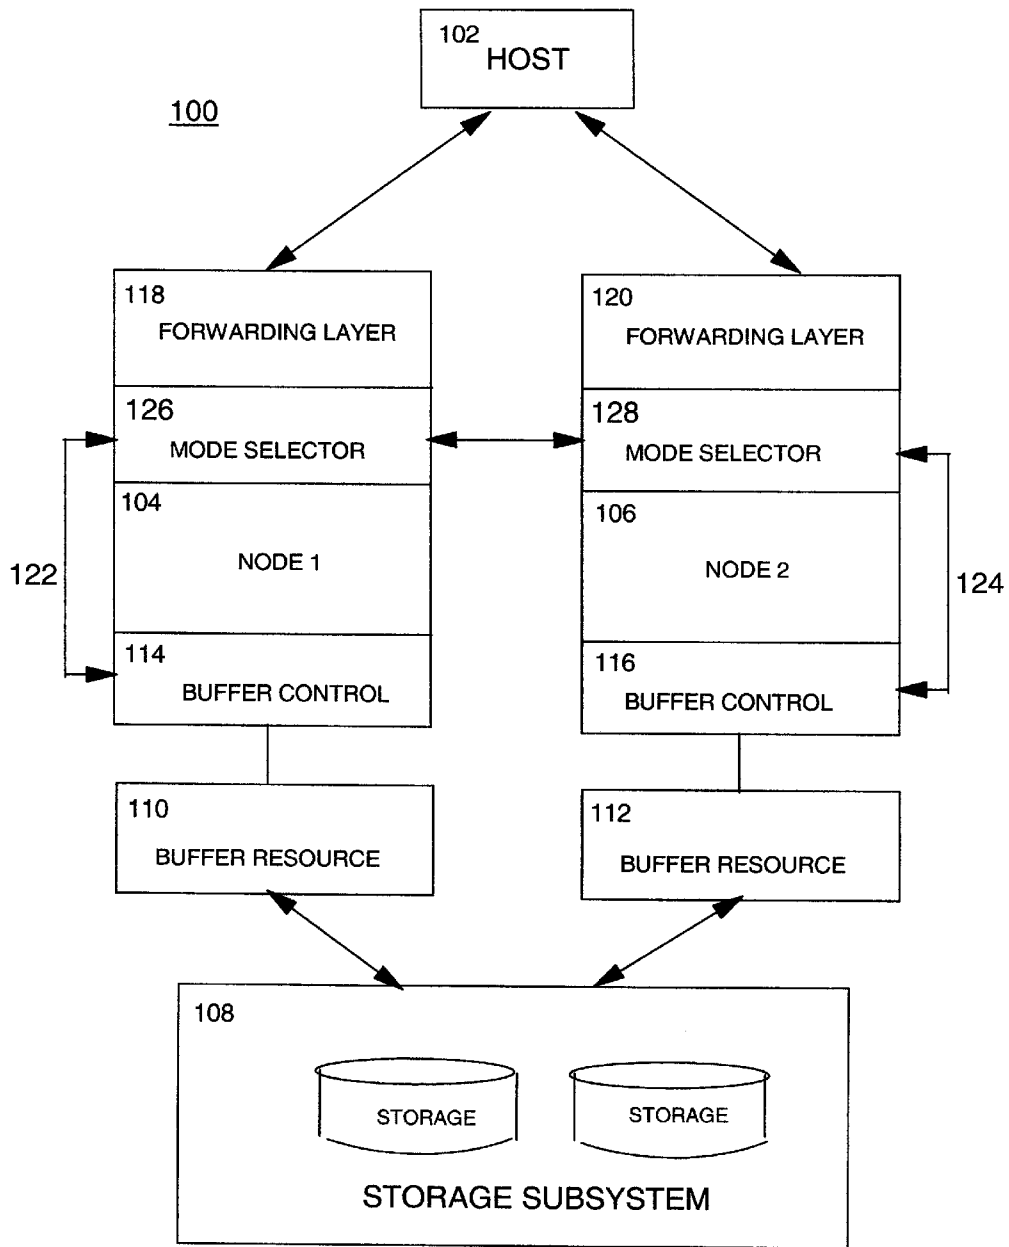 102
HOST
100
118
FORWARDING LAYER
120
FORWARDING LAYER
126
MODE SELECTOR
128
MODE SELECTOR
104
NODE 1
106
NODE 2
122
124
114
BUFFER CONTROL
116
BUFFER CONTROL
110
BUFFER RESOURCE
112
BUFFER RESOURCE
108
STORAGE
STORAGE
STORAGE SUBSYSTEM